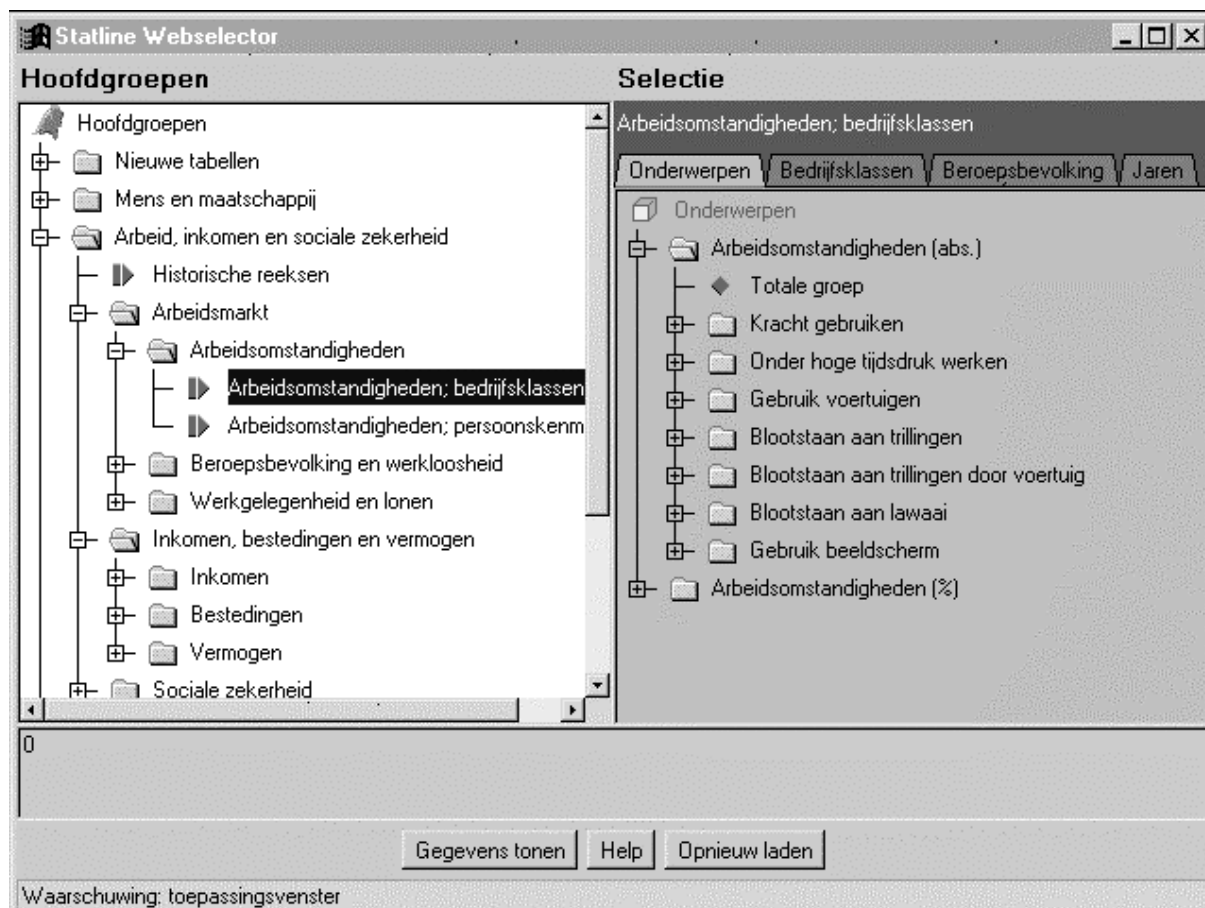 Statline Webselector
Hoofdgroepen
Hoofdgroepen
Nieuwe tabellen
Mens en maatschappij
Arbeid, inkomen en sociale zekerheid
Historische reeksen
Arbeidsmarkt
Arbeidsomstandigheden
Arbeidsomstandigheden; bedrijfsklassen
Arbeidsomstandigheden; persoonskenm
Beroepsbevolking en werkloosheid
Werkgelegenheid en lonen
Inkomen, bestedingen en vermogen
Inkomen
Bestedingen
Vermogen
Sociale zekerheid
Selectie
Arbeidsomstandigheden; bedrijfsklassen
Onderwerpen Bedrijfsklassen Beroepsbevolking Jaren
Onderwerpen
Arbeidsomstandigheden (abs.)
Totale groep
Kracht gebruiken
Onder hoge tijdsdruk werken
Gebruik voertuigen
Blootstaan aan trillingen
Blootstaan aan trillingen door voertuig
Blootstaan aan lawaai
Gebruik beeldscherm
Arbeidsomstandigheden (%)
0
Gegevens tonen Help Opnieuw laden
Waarschuwing: toepassingsvenster